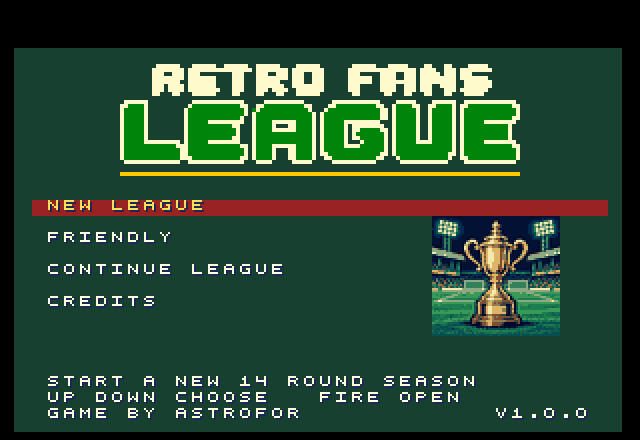 RETRO FANS
LEAGUE
NEW LEAGUE
FRIENDLY
CONTINUE LEAGUE
CREDITS
START A NEW 14 ROUND SEASON
UP DOWN CHOOSE FIRE OPEN
GAME BY ASTROFOR V1.0.0